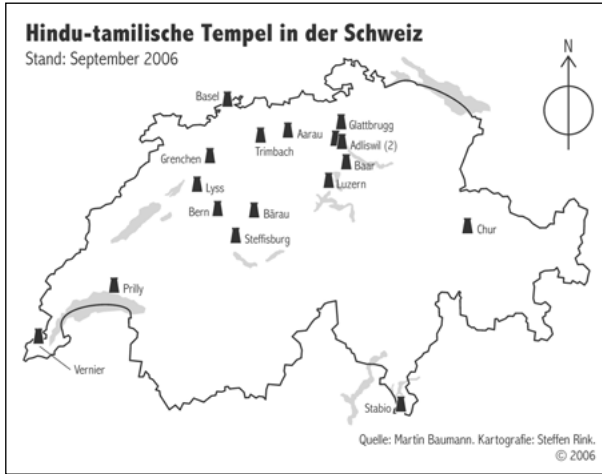 Hindu-tamilische Tempel in der Schweiz
Stand: September 2006
N
Basel
Glattbrugg
Aarau
Adliswil (2)
Trimbach
Grenchen
Baar
Luzern
Lyss
Bern
Bärau
Chur
Steffisburg
Prilly
Vernier
Stabio
Quelle: Martin Baumann. Kartografie: Steffen Rink.
© 2006